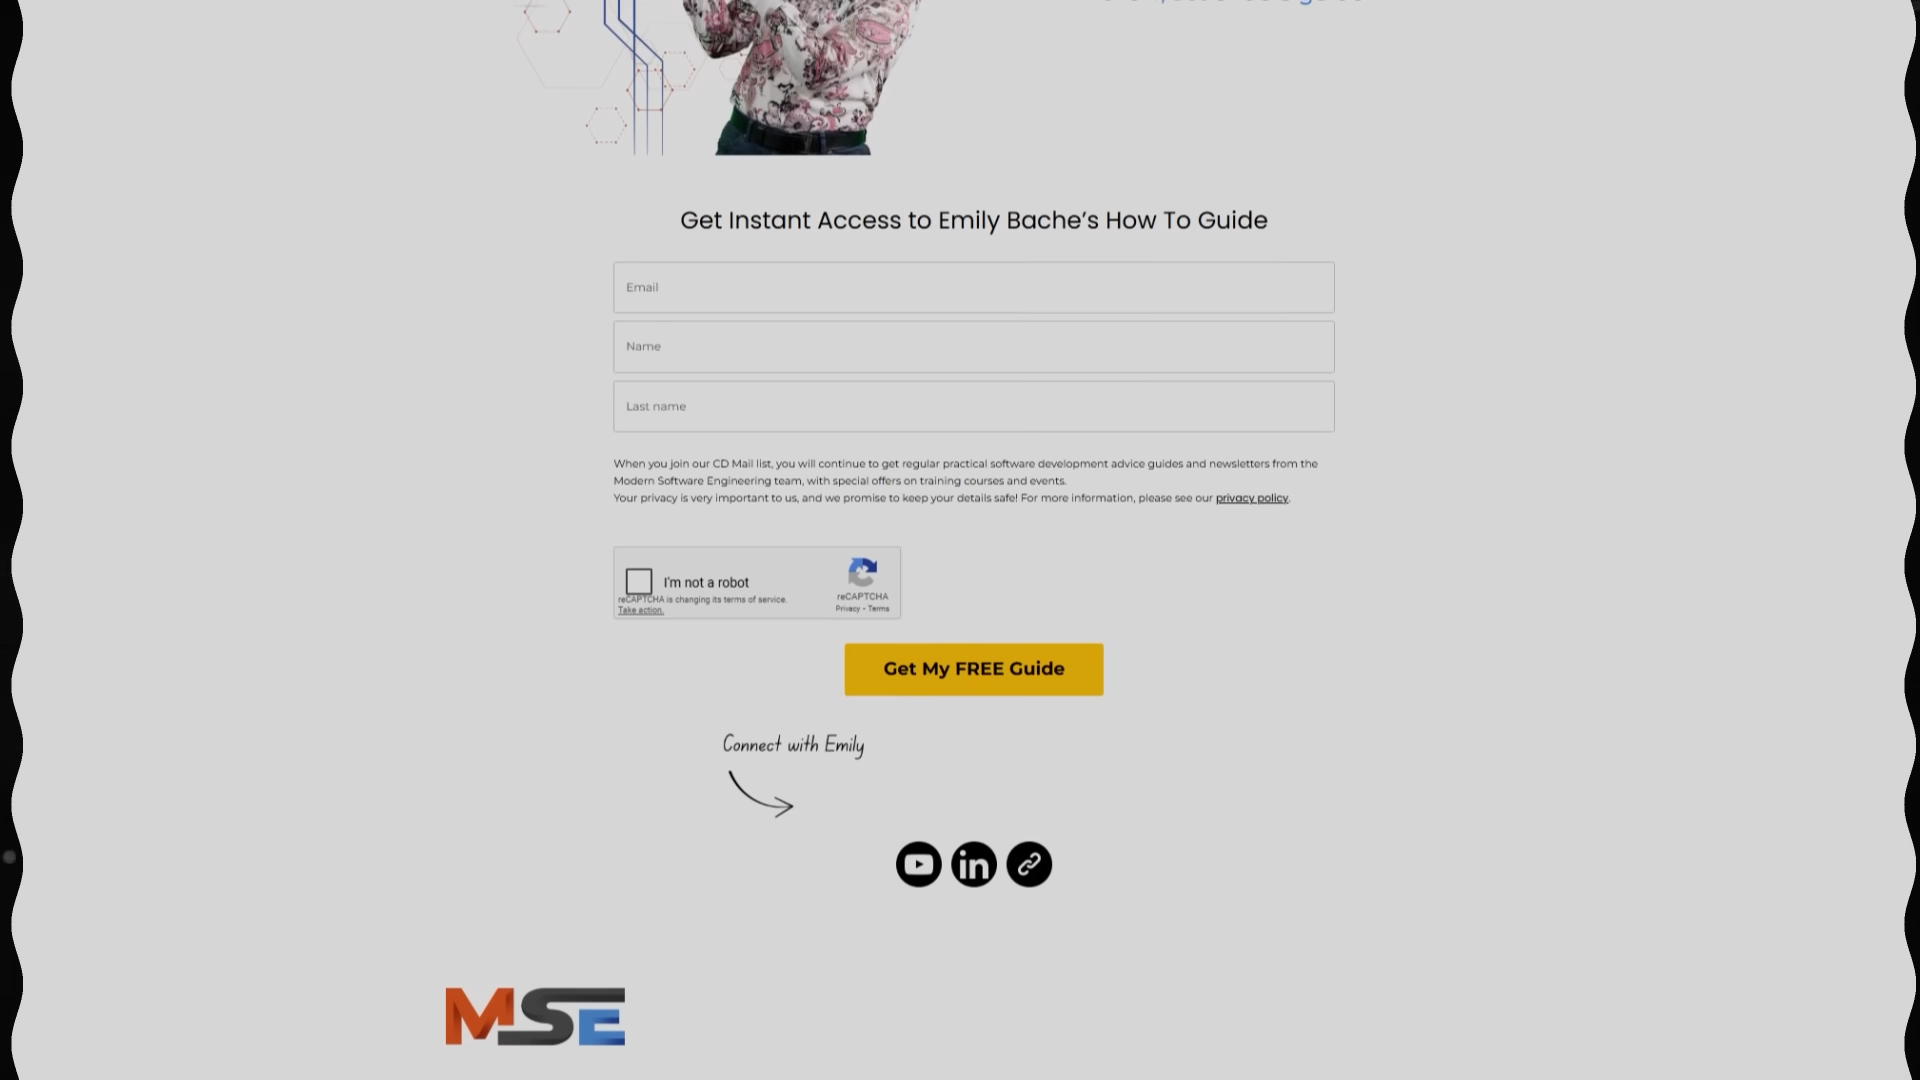 Get Instant Access to Emily Bache's How To Guide
Email
Name
Last name
When you join our CD Mail list, you will continue to get regular practical software development advice guides and newsletters from the
Modern Software Engineering team, with special offers on training courses and events.
Your privacy is very important to us, and we promise to keep your details safe! For more information, please see our privacy policy.
I'm not a robot
reCAPTCHA is changing its terms of service.
Take action.
reCAPTCHA
Privacy - Terms
Get My FREE Guide
Connect with Emily
in
MSE